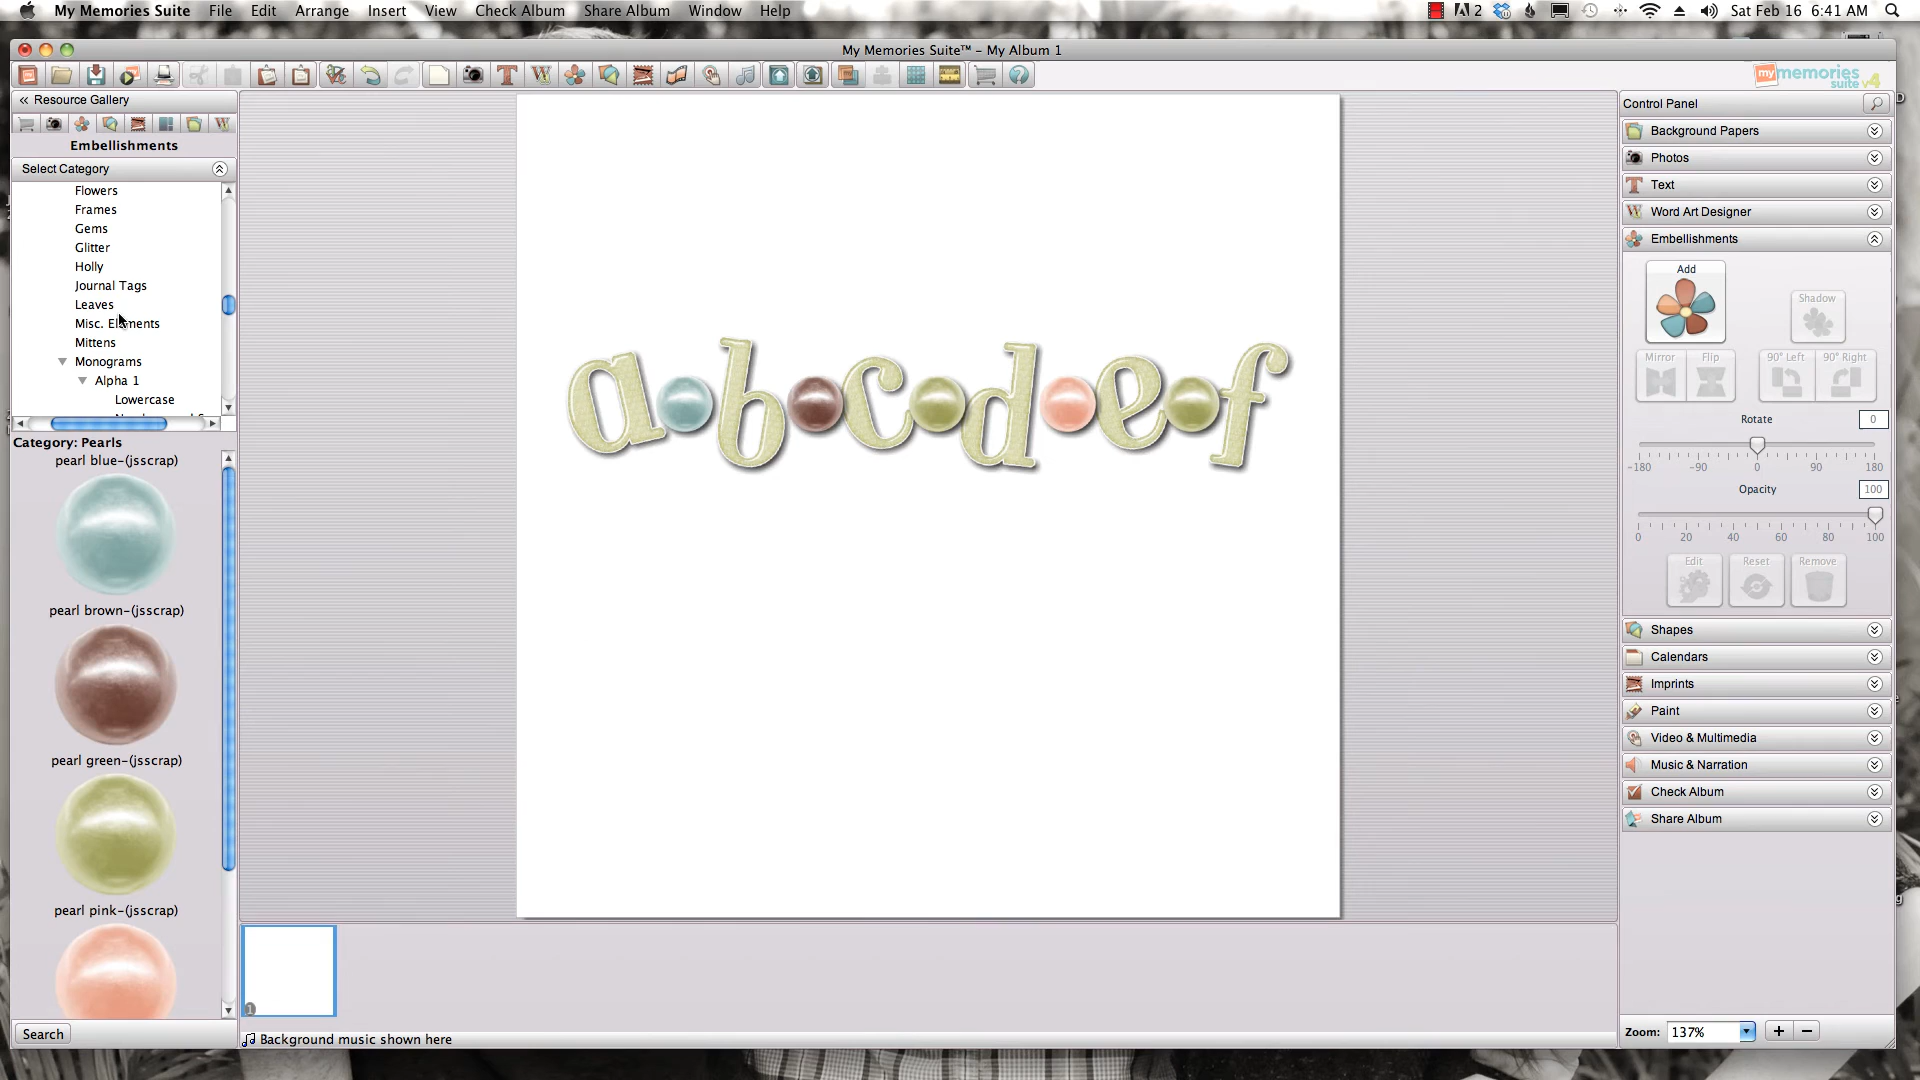 My Memories Suite File Edit Arrange Insert View Check Album Share Album Window Help 2 Sat Feb 16 6:41 AM
My Memories Suite™ - My Album 1
my memories suite v4
« Resource Gallery
Embellishments
Select Category
Flowers
Frames
Gems
Glitter
Holly
Journal Tags
Leaves
Misc. Elements
Mittens
Monograms
Alpha 1
Lowercase
Category: Pearls
pearl blue-(jsscrap)
pearl brown-(jsscrap)
pearl green-(jsscrap)
pearl pink-(jsscrap)
Search
a b c d e f
1
Background music shown here
Control Panel
Background Papers
Photos
Text
Word Art Designer
Embellishments
Add
Shadow
Mirror Flip 90° Left 90° Right
Rotate 0
-180 -90 0 90 180
Opacity 100
0 20 40 60 80 100
Edit Reset Remove
Shapes
Calendars
Imprints
Paint
Video & Multimedia
Music & Narration
Check Album
Share Album
Zoom: 137% + -